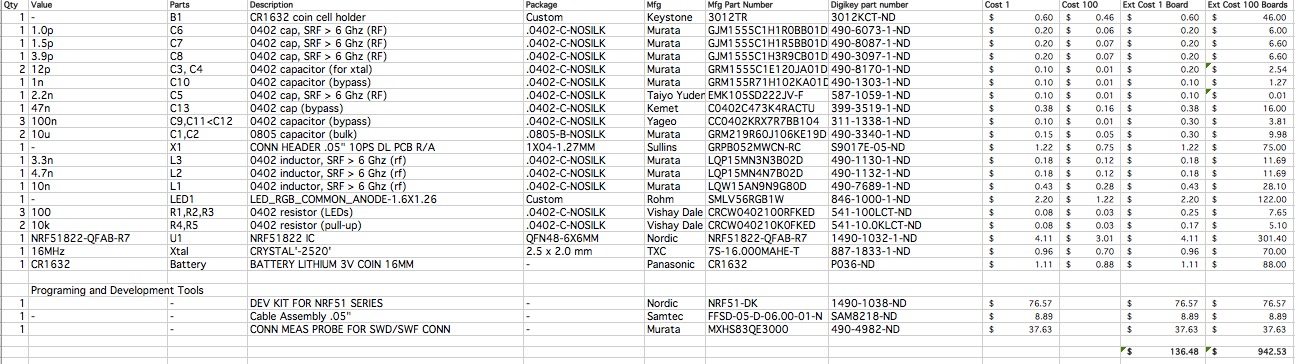 Qty Value Parts Description Package Mfg Mfg Part Number Digikey part number Cost 1 Cost 100 Ext Cost 1 Board Ext Cost 100 Boards
1 - B1 CR1632 coin cell holder Custom Keystone 3012TR 3012KCT-ND $ 0.60 $ 0.46 $ 0.60 $ 46.00
1 1.0p C6 0402 cap, SRF > 6 Ghz (RF) .0402-C-NOSILK Murata GJM1555C1H1R0BB01D 490-6073-1-ND $ 0.20 $ 0.06 $ 0.20 $ 6.00
1 1.5p C7 0402 cap, SRF > 6 Ghz (RF) .0402-C-NOSILK Murata GJM1555C1H1R5BB01D 490-8087-1-ND $ 0.20 $ 0.07 $ 0.20 $ 6.60
1 3.9p C8 0402 cap, SRF > 6 Ghz (RF) .0402-C-NOSILK Murata GJM1555C1H3R9CB01D 490-3097-1-ND $ 0.20 $ 0.07 $ 0.20 $ 6.60
2 12p C3, C4 0402 capacitor (for xtal) .0402-C-NOSILK Murata GRM1555C1E120JA01D 490-8170-1-ND $ 0.10 $ 0.01 $ 0.20 $ 2.54
1 1n C10 0402 capacitor (bypass) .0402-C-NOSILK Murata GRM155R71H102KA01D 490-1303-1-ND $ 0.10 $ 0.01 $ 0.10 $ 1.27
1 2.2n C5 0402 cap, SRF > 6 Ghz (RF) .0402-C-NOSILK Taiyo Yuden EMK105SD222JV-F 587-1059-1-ND $ 0.10 $ 0.01 $ 0.10 $ 0.01
1 47n C13 0402 cap (bypass) .0402-C-NOSILK Kemet C0402C473K4RACTU 399-3519-1-ND $ 0.38 $ 0.16 $ 0.38 $ 16.00
3 100n C9,C11<C12 0402 capacitor (bypass) .0402-C-NOSILK Yageo CC0402KRX7R7BB104 311-1338-1-ND $ 0.10 $ 0.01 $ 0.30 $ 3.81
2 10u C1,C2 0805 capacitor (bulk) .0805-B-NOSILK Murata GRM219R60J106KE19D 490-3340-1-ND $ 0.15 $ 0.05 $ 0.30 $ 9.98
1 - X1 CONN HEADER .05" 10PS DL PCB R/A 1X04-1.27MM Sullins GRPB052MWCN-RC S9017E-05-ND $ 1.22 $ 0.75 $ 1.22 $ 75.00
1 3.3n L3 0402 inductor, SRF > 6 Ghz (rf) .0402-C-NOSILK Murata LQP15MN3N3B02D 490-1130-1-ND $ 0.18 $ 0.12 $ 0.18 $ 11.69
1 4.7n L2 0402 inductor, SRF > 6 Ghz (rf) .0402-C-NOSILK Murata LQP15MN4N7B02D 490-1132-1-ND $ 0.18 $ 0.12 $ 0.18 $ 11.69
1 10n L1 0402 inductor, SRF > 6 Ghz (rf) .0402-C-NOSILK Murata LQW15AN9N9G80D 490-7689-1-ND $ 0.43 $ 0.28 $ 0.43 $ 28.10
1 - LED1 LED_RGB_COMMON_ANODE-1.6X1.26 Custom Rohm SMLV56RGB1W 846-1000-1-ND $ 2.20 $ 1.22 $ 2.20 $ 122.00
3 100 R1,R2,R3 0402 resistor (LEDs) .0402-C-NOSILK Vishay Dale CRCW0402100RFKED 541-100LCT-ND $ 0.08 $ 0.03 $ 0.25 $ 7.65
2 10k R4,R5 0402 resistor (pull-up) .0402-C-NOSILK Vishay Dale CRCW040210K0FKED 541-10.0KLCT-ND $ 0.08 $ 0.03 $ 0.17 $ 5.10
1 NRF51822-QFAB-R7 U1 NRF51822 IC QFN48-6X6MM Nordic NRF51822-QFAB-R7 1490-1032-1-ND $ 4.11 $ 3.01 $ 4.11 $ 301.40
1 16MHz Xtal CRYSTAL'-2520' 2.5 x 2.0 mm TXC 7S-16.000MAHE-T 887-1833-1-ND $ 0.96 $ 0.70 $ 0.96 $ 70.00
1 CR1632 Battery BATTERY LITHIUM 3V COIN 16MM - Panasonic CR1632 P036-ND $ 1.11 $ 0.88 $ 1.11 $ 88.00
Programing and Development Tools
1 - DEV KIT FOR NRF51 SERIES - Nordic NRF51-DK 1490-1038-ND $ 76.57 $ 76.57 $ 76.57
1 - - Cable Assembly .05" - Samtec FFSD-05-D-06.00-01-N SAM8218-ND $ 8.89 $ 8.89 $ 8.89
1 - CONN MEAS PROBE FOR SWD/SWF CONN - Murata MXHS83QE3000 490-4982-ND $ 37.63 $ 37.63 $ 37.63
$ 136.48 $ 942.53